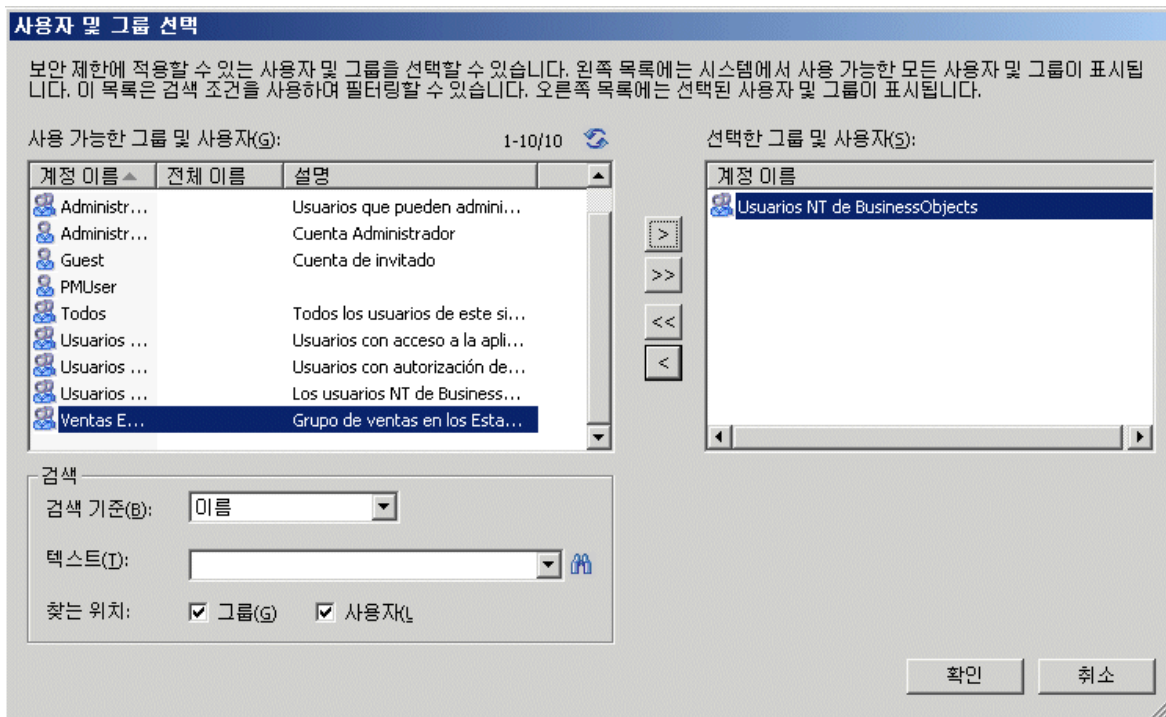 사용자 및 그룹 선택
보안 제한에 적용할 수 있는 사용자 및 그룹을 선택할 수 있습니다. 왼쪽 목록에는 시스템에서 사용 가능한 모든 사용자 및 그룹이 표시됩
니다. 이 목록은 검색 조건을 사용하여 필터링할 수 있습니다. 오른쪽 목록에는 선택된 사용자 및 그룹이 표시됩니다.
사용 가능한 그룹 및 사용자(G): 1-10/10
계정 이름 전체 이름 설명
Administr... Usuarios que pueden admini...
Administr... Cuenta Administrador
Guest Cuenta de invitado
PMUser
Todos Todos los usuarios de este si...
Usuarios ... Usuarios con acceso a la apli...
Usuarios ... Usuarios con autorización de...
Usuarios ... Los usuarios NT de Business...
Ventas E... Grupo de ventas en los Esta...
>
>>
<<
<
선택한 그룹 및 사용자(S):
계정 이름
Usuarios NT de BusinessObjects
검색
검색 기준(B): 이름
텍스트(T):
찾는 위치: 그룹(G) 사용자(L
확인 취소